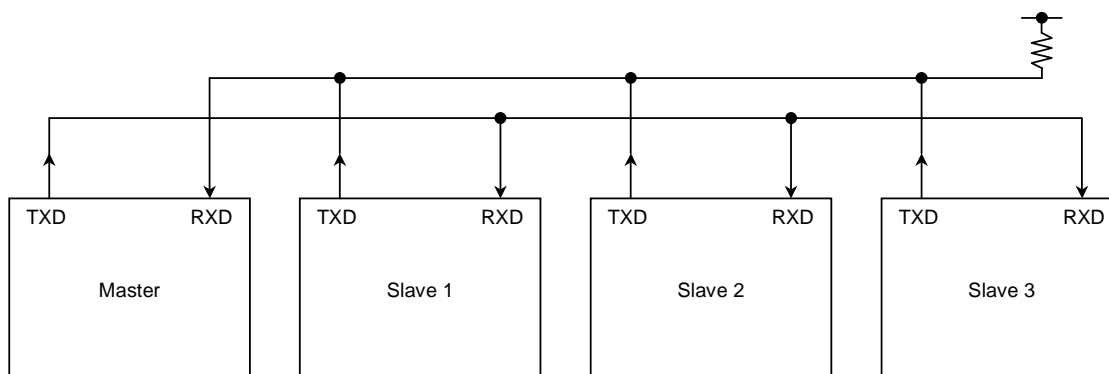 TXD RXD TXD RXD TXD RXD TXD RXD
Master Slave 1 Slave 2 Slave 3